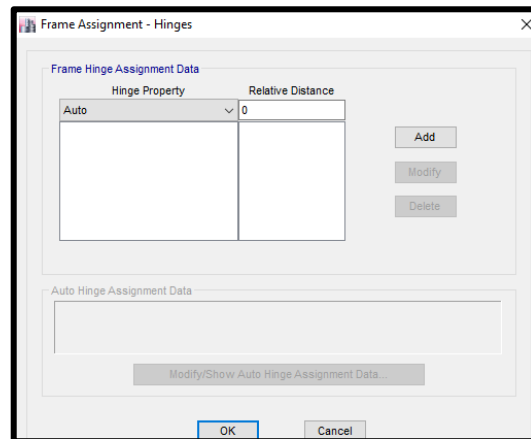 Frame Assignment - Hinges
Frame Hinge Assignment Data
Hinge Property Relative Distance
Auto 0
Add
Modify
Delete
Auto Hinge Assignment Data
Modify/Show Auto Hinge Assignment Data...
OK Cancel